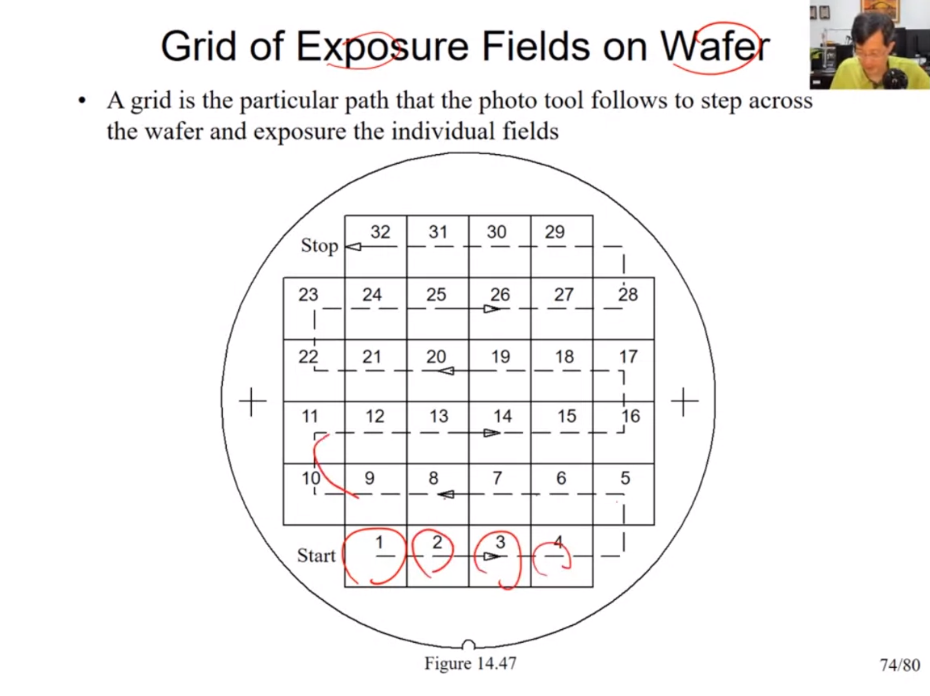 Grid of Exposure Fields on Wafer
• A grid is the particular path that the photo tool follows to step across
the wafer and exposure the individual fields
32 31 30 29
Stop
23 24 25 26 27 28
22 21 20 19 18 17
11 12 13 14 15 16
10 9 8 7 6 5
1 2 3 4
Start
Figure 14.47
74/80